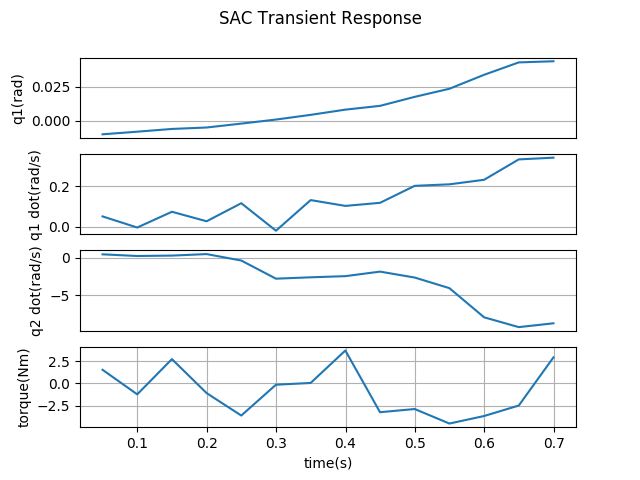 SAC Transient Response
q1(rad)
0.025
0.000
q1 dot(rad/s)
0.2
0.0
q2 dot(rad/s)
0
−5
torque(Nm)
2.5
0.0
−2.5
0.1 0.2 0.3 0.4 0.5 0.6 0.7
time(s)